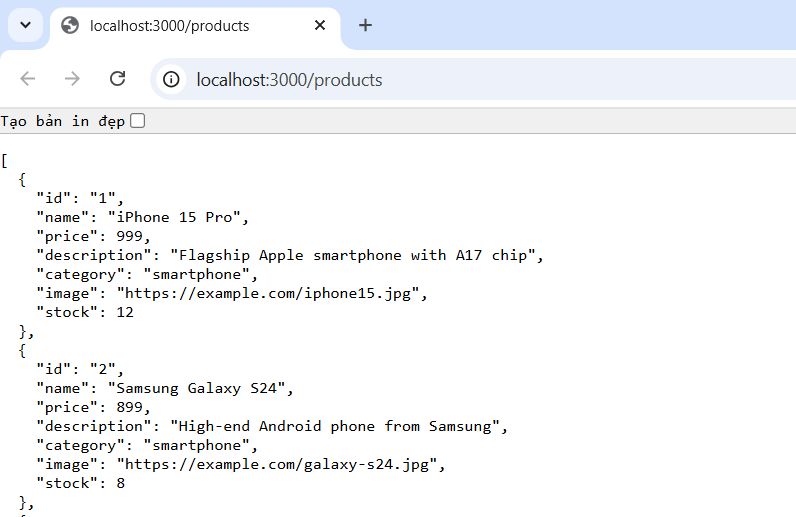 localhost:3000/products
localhost:3000/products
Tạo bản in đẹp
[
  {
    "id": "1",
    "name": "iPhone 15 Pro",
    "price": 999,
    "description": "Flagship Apple smartphone with A17 chip",
    "category": "smartphone",
    "image": "https://example.com/iphone15.jpg",
    "stock": 12
  },
  {
    "id": "2",
    "name": "Samsung Galaxy S24",
    "price": 899,
    "description": "High-end Android phone from Samsung",
    "category": "smartphone",
    "image": "https://example.com/galaxy-s24.jpg",
    "stock": 8
  },